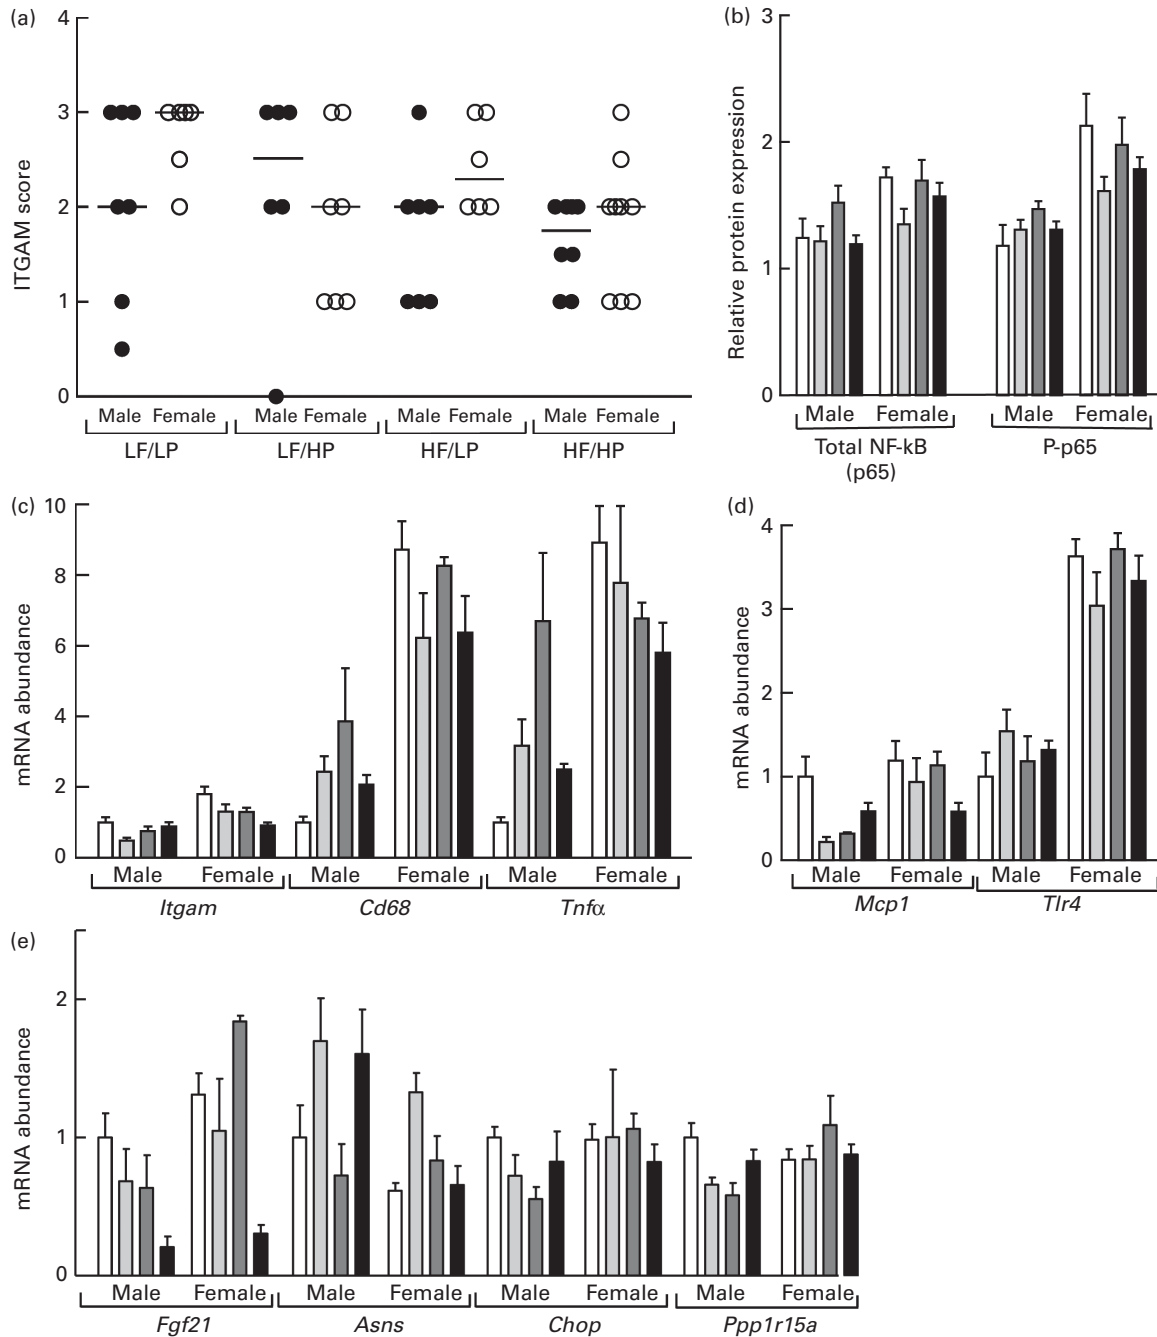 (a)
4
3
2
1
0
ITGAM score
Male Female Male Female Male Female Male Female
LF/LP LF/HP HF/LP HF/HP
(b)
3
2
1
0
Relative protein expression
Male Female Male Female
Total NF-kB P-p65
(p65)
(c)
10
8
6
4
2
0
mRNA abundance
Male Female Male Female Male Female
Itgam Cd68 Tnfα
(d)
4
3
2
1
0
mRNA abundance
Male Female Male Female
Mcp1 Tlr4
(e)
2
1
0
mRNA abundance
Male Female Male Female Male Female Male Female
Fgf21 Asns Chop Ppp1r15a